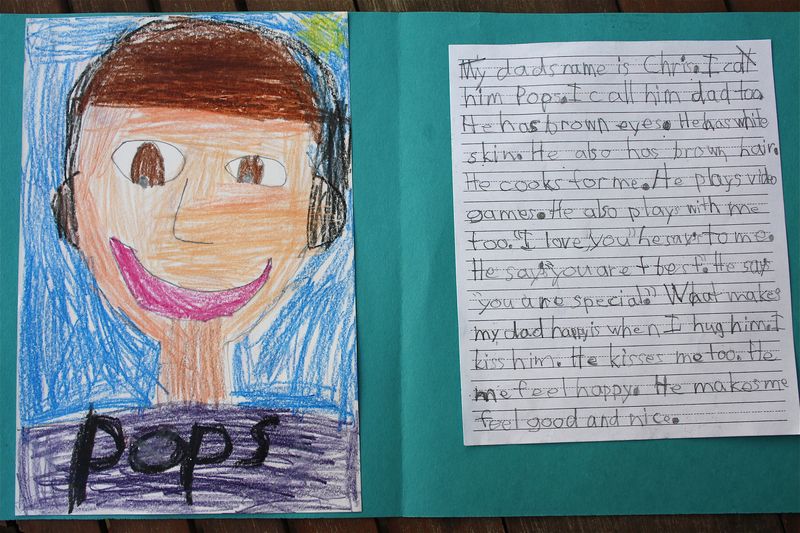 pops
My dads name is Chris. I call
him Pops. I call him dad too.
He has brown eyes. He has white
skin. He also has brown hair.
He cooks for me. He plays video
games. He also plays with me
too. "I love you" he says to me.
He says "you are t best". He says
"you are special." What makes
my dad happy is when I hug him. I
kiss him. He kisses me too. He
me feel happy. He makes me
feel good and nice.